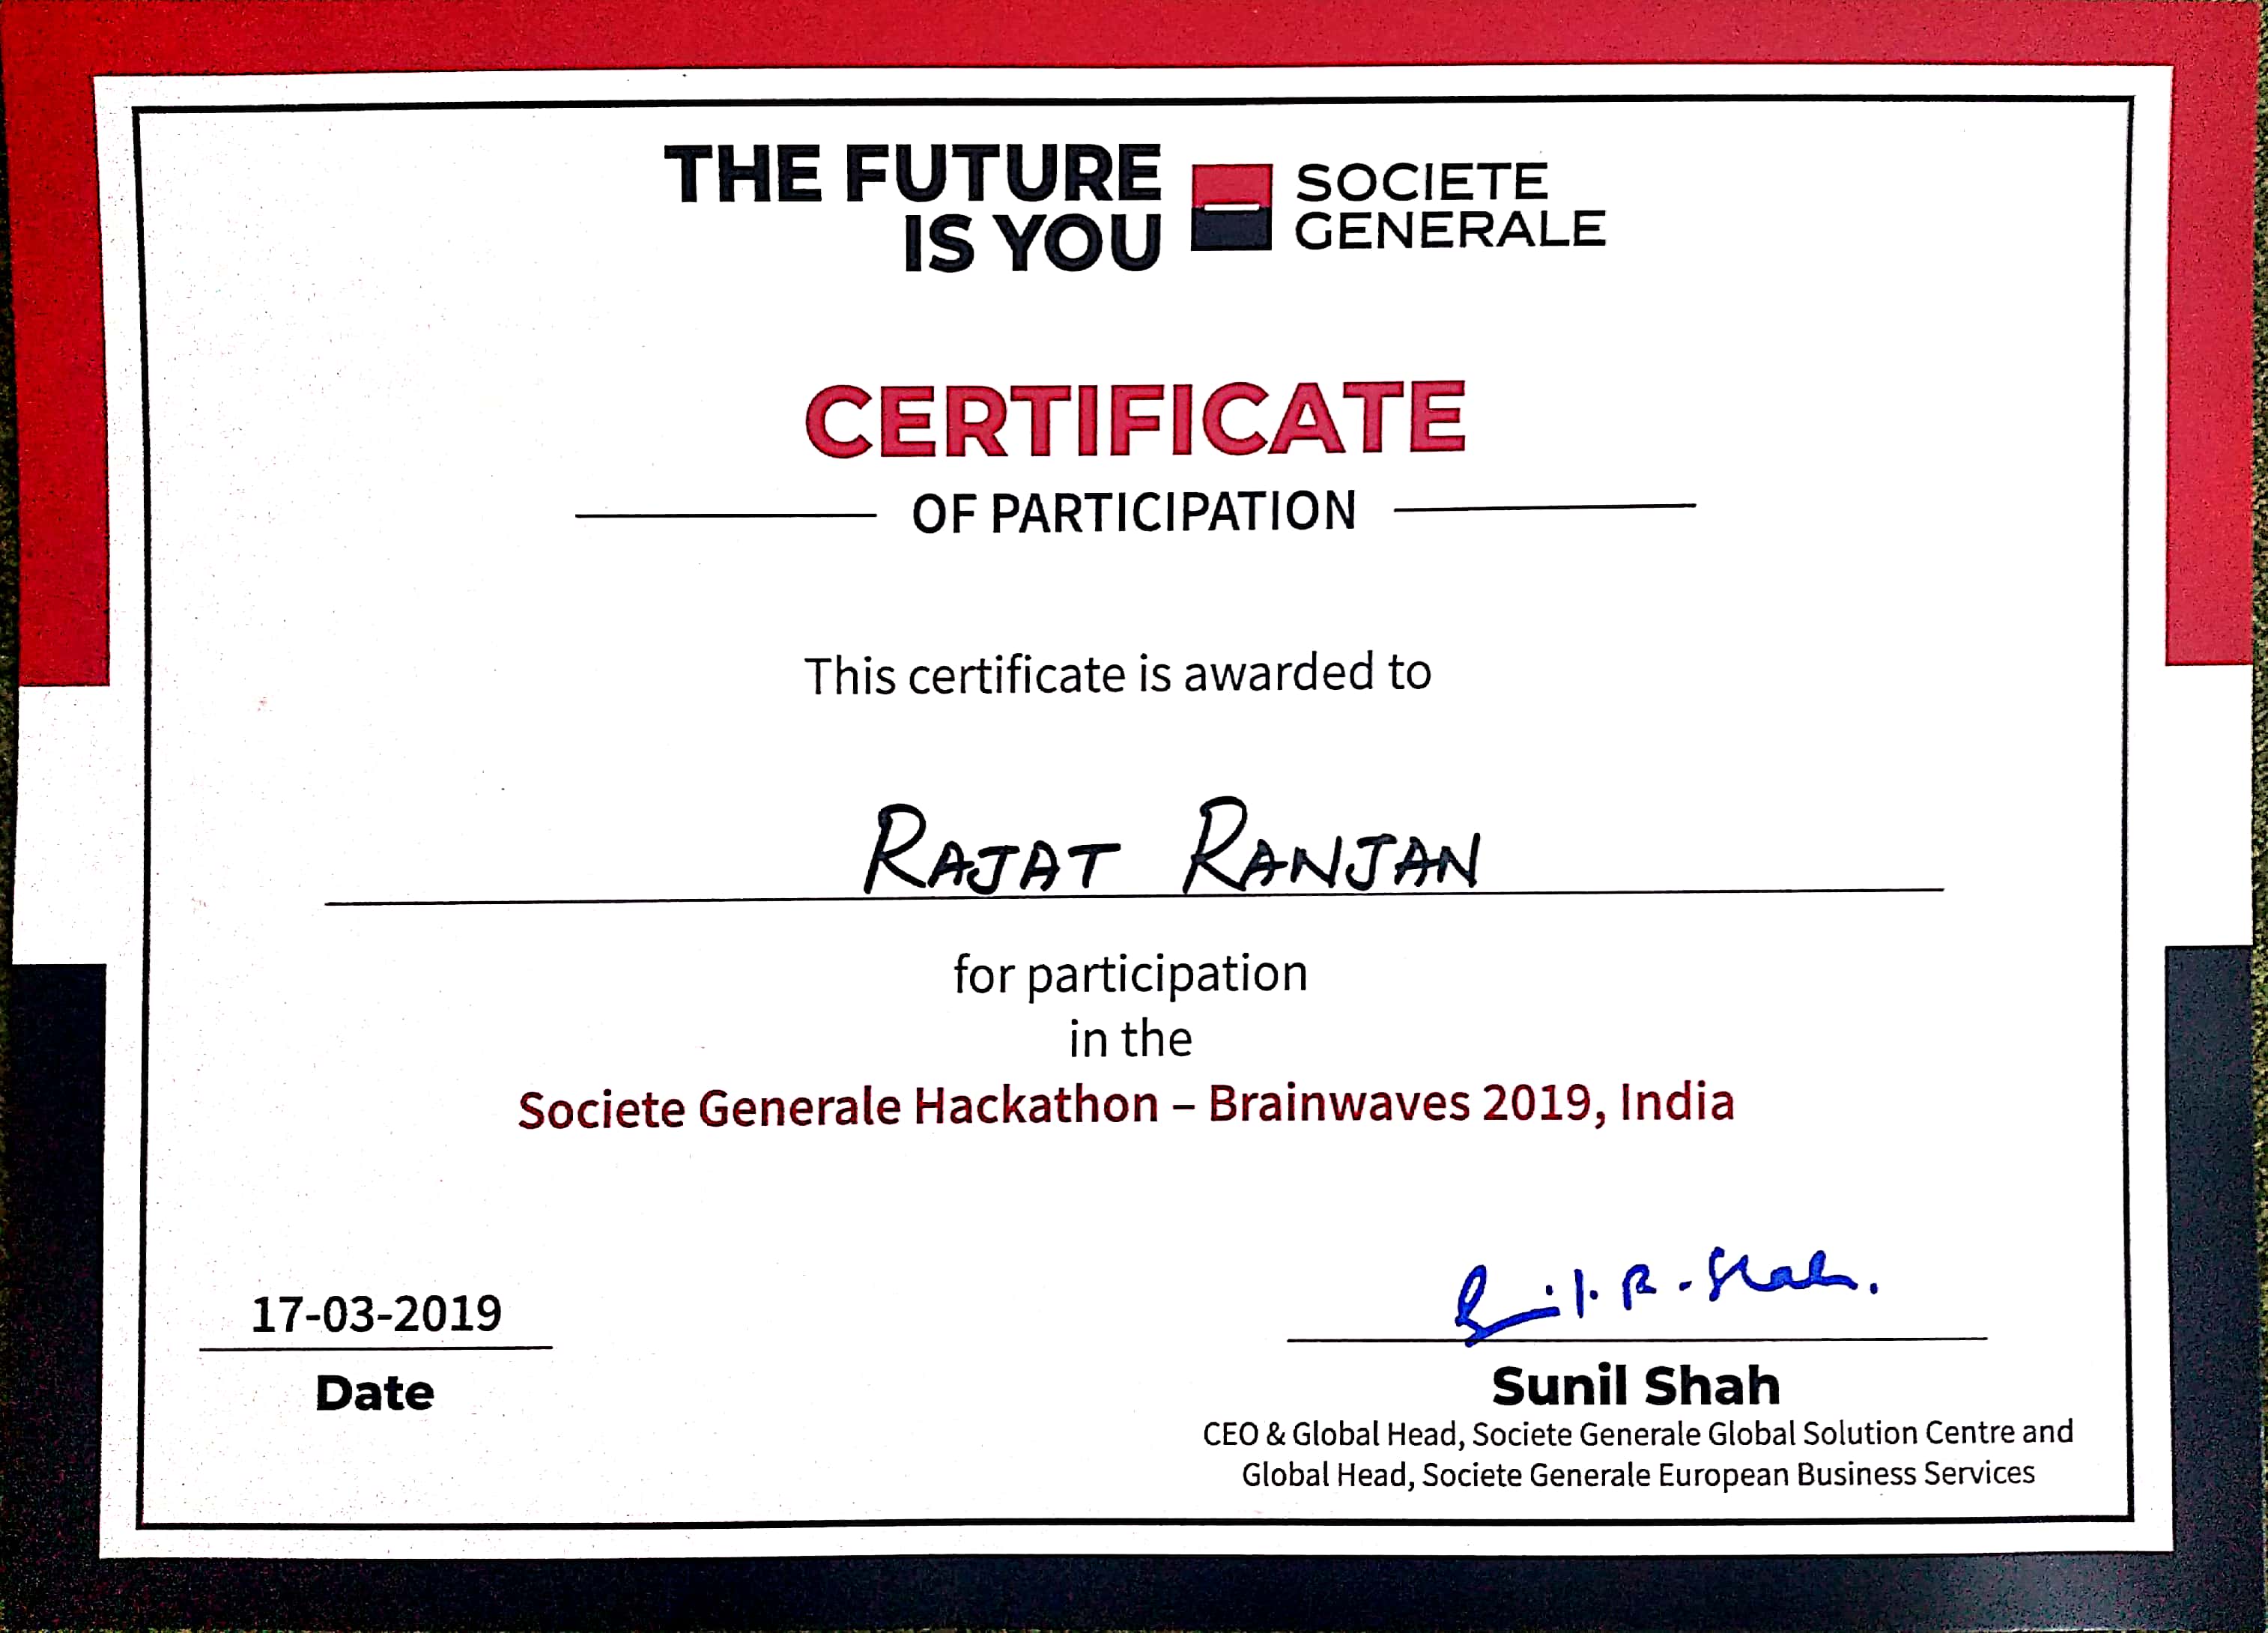 THE FUTURE
IS YOU
SOCIETE
GENERALE
CERTIFICATE
OF PARTICIPATION
This certificate is awarded to
RAJAT RANJAN
for participation
in the
Societe Generale Hackathon – Brainwaves 2019, India
17-03-2019
Date
Sunil R. Shah.
Sunil Shah
CEO & Global Head, Societe Generale Global Solution Centre and
Global Head, Societe Generale European Business Services